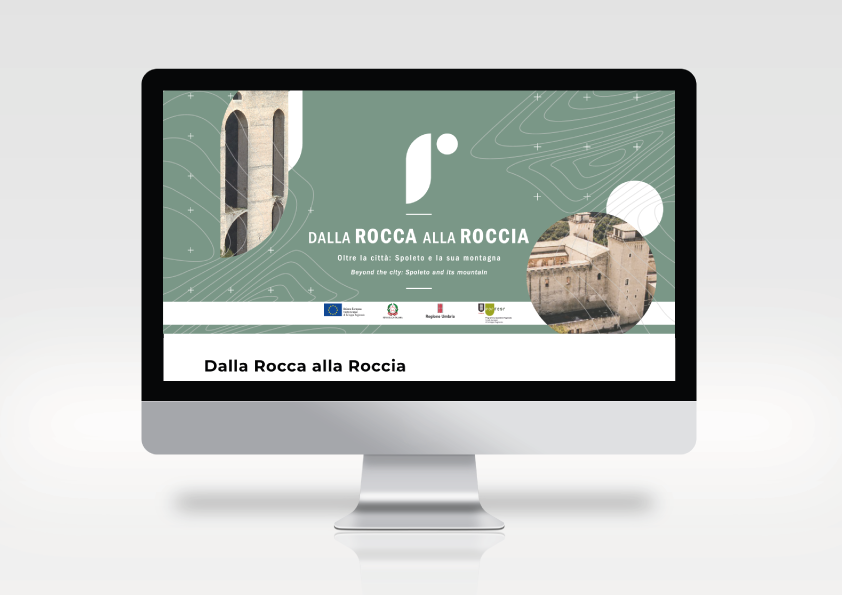 DALLA ROCCA ALLA ROCCIA
Oltre la città: Spoleto e la sua montagna
Beyond the city: Spoleto and its mountain
Regione Umbria
Dalla Rocca alla Roccia